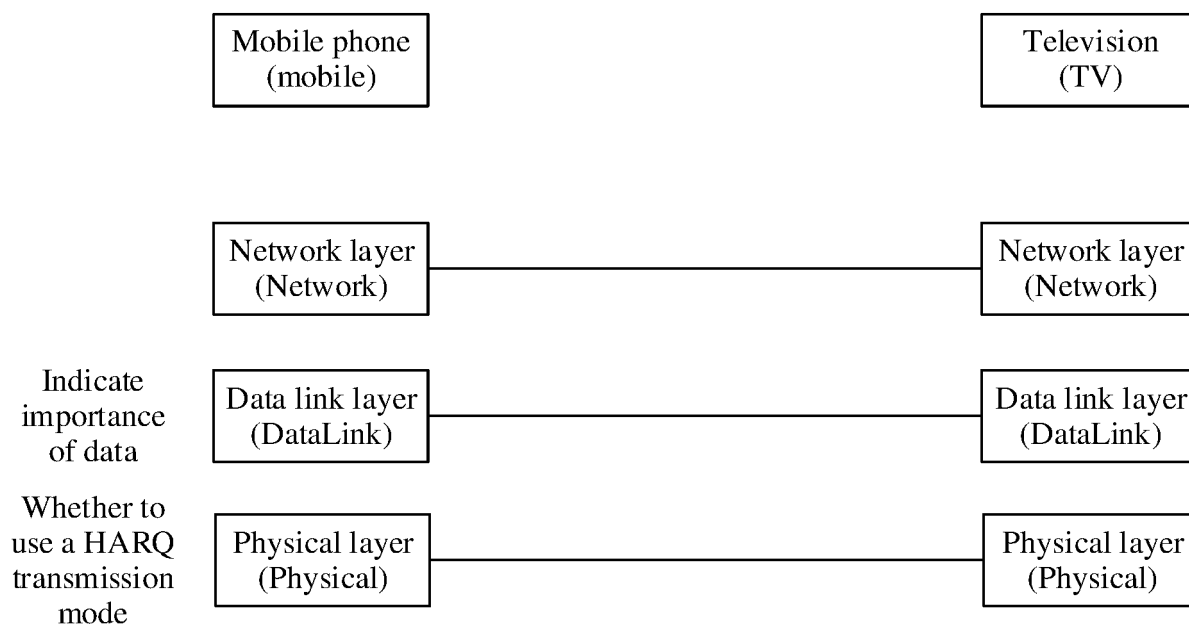 Mobile phone
(mobile)
Television
(TV)
Network layer
(Network)
Network layer
(Network)
Indicate
importance
of data
Data link layer
(DataLink)
Data link layer
(DataLink)
Whether to
use a HARQ
transmission
mode
Physical layer
(Physical)
Physical layer
(Physical)